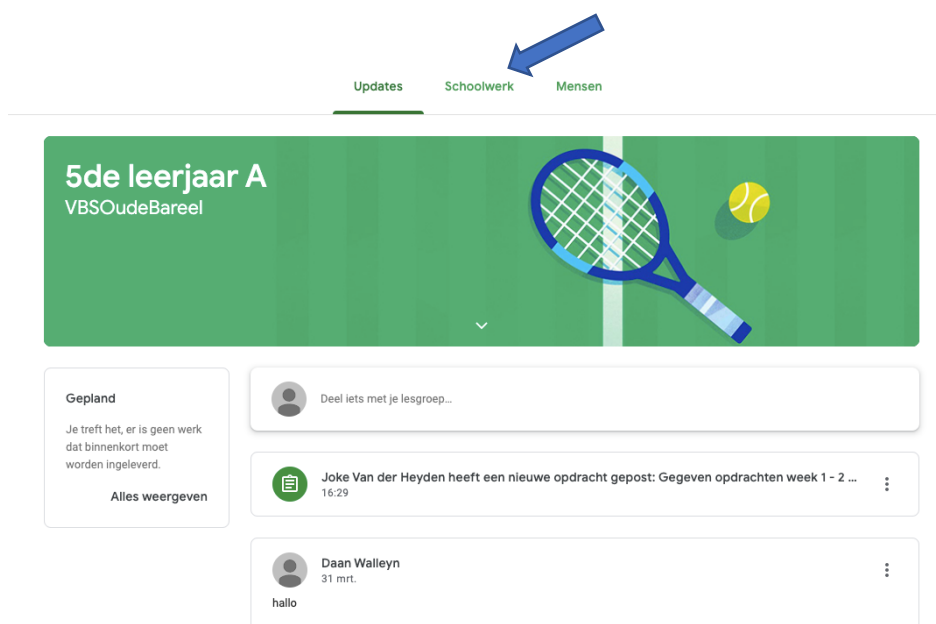 Updates
Schoolwerk
Mensen
5de leerjaar A
VBSOudeBareel
Gepland
Je treft het, er is geen werk
dat binnenkort moet
worden ingeleverd.
Alles weergeven
Deel iets met je lesgroep...
Joke Van der Heyden heeft een nieuwe opdracht gepost: Gegeven opdrachten week 1 - 2 ...
16:29
Daan Walleyn
31 mrt.
hallo